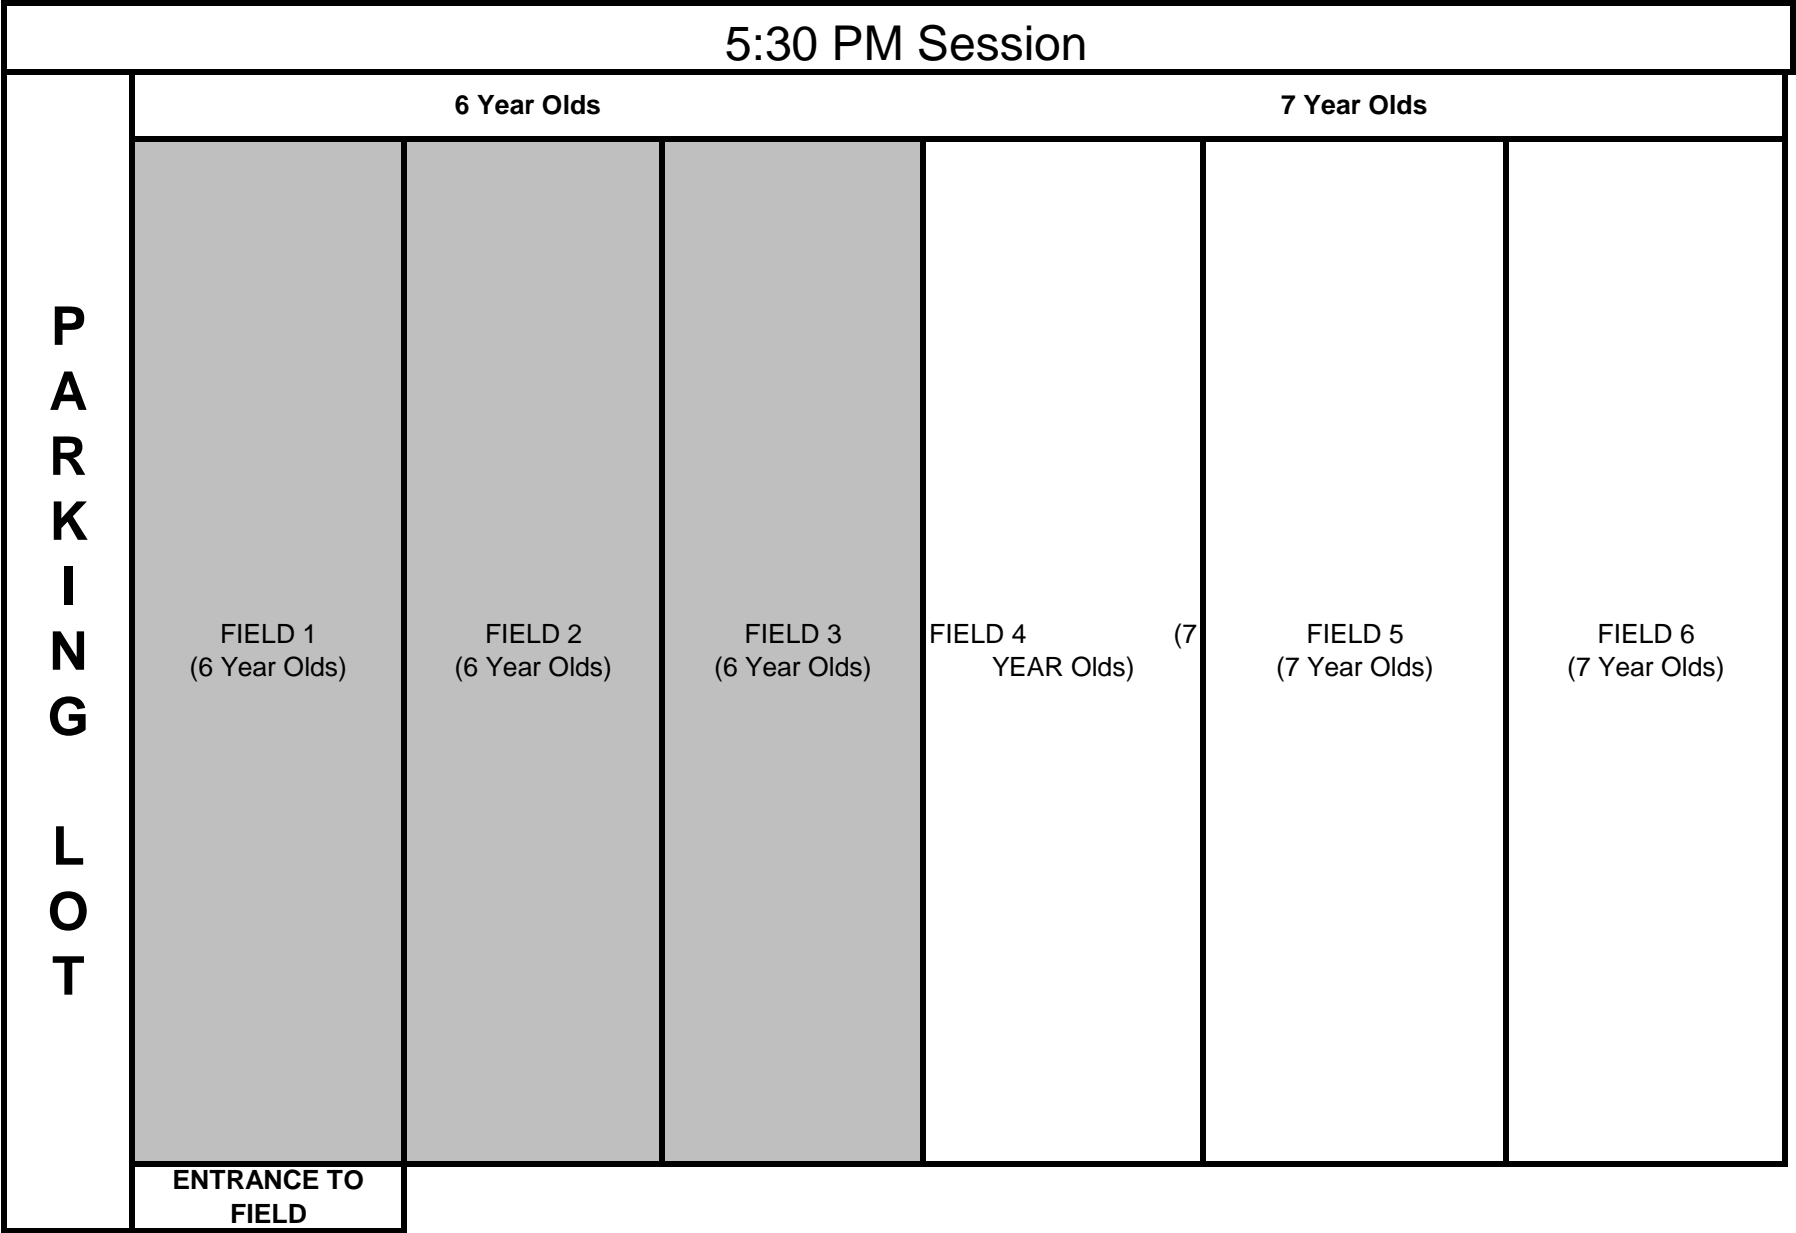 5:30 PM Session
6 Year Olds
7 Year Olds
PARKING LOT
FIELD 1
(6 Year Olds)
FIELD 2
(6 Year Olds)
FIELD 3
(6 Year Olds)
FIELD 4 (7
YEAR Olds)
FIELD 5
(7 Year Olds)
FIELD 6
(7 Year Olds)
ENTRANCE TO
FIELD